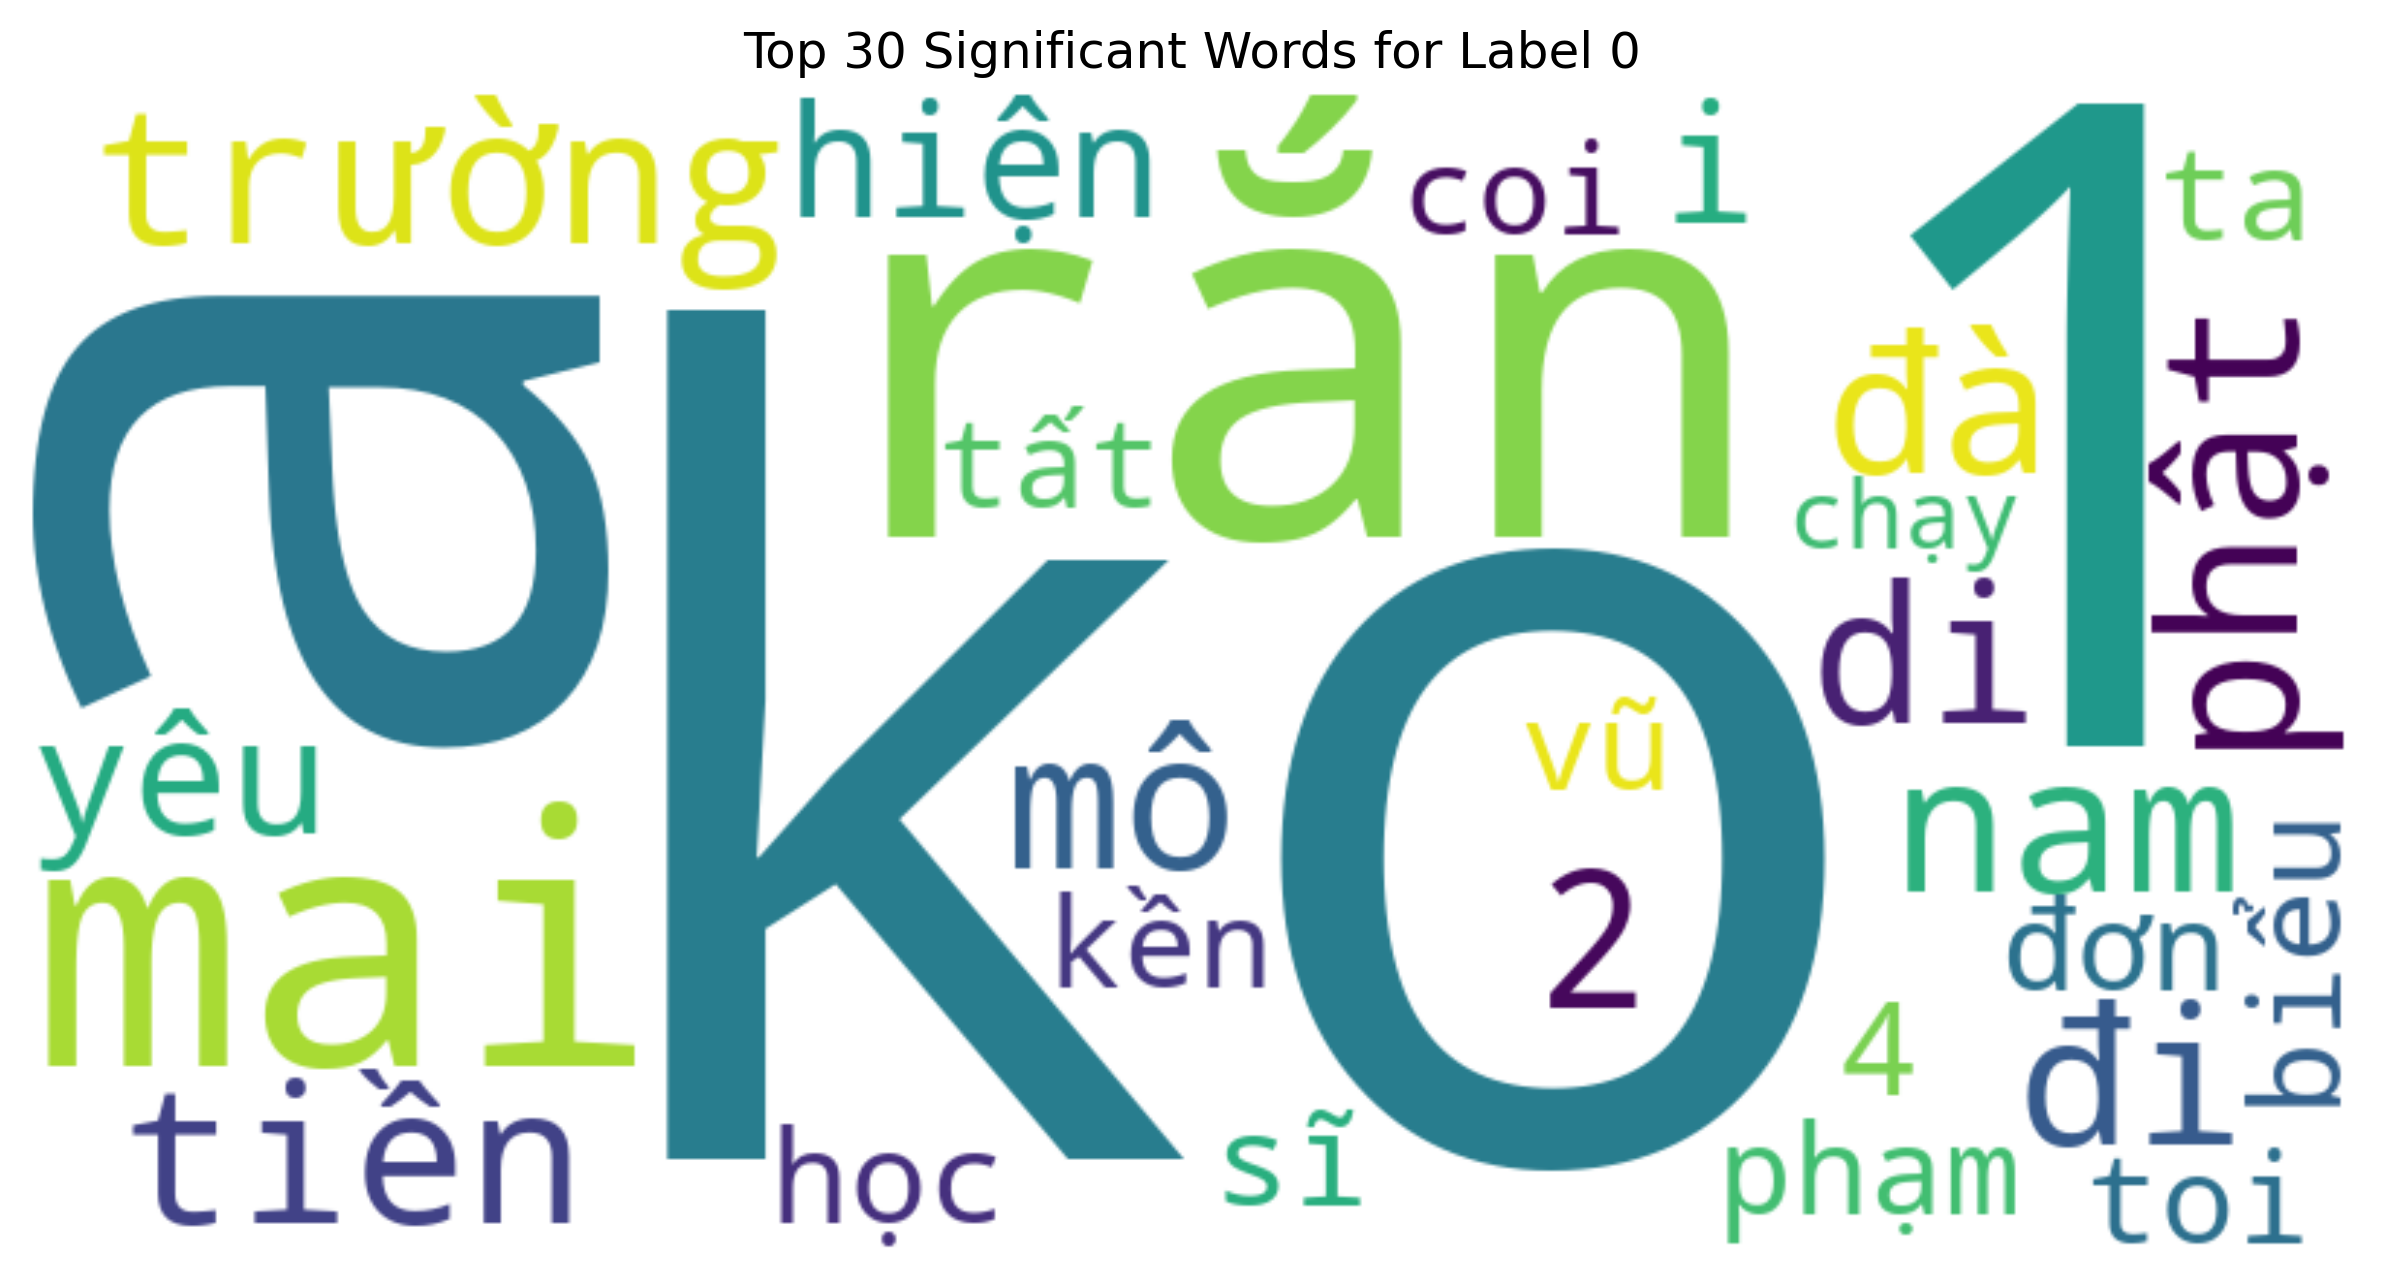 Top 30 Significant Words for Label 0
trường
hiện
rắn
coi
i
1
ta
a
tất
đà
chạy
phật
di
ko
yêu
mô
vũ
2
nam
mai
kền
đơn
biểu
đi
4
tiền
học
sĩ
phạm
toi